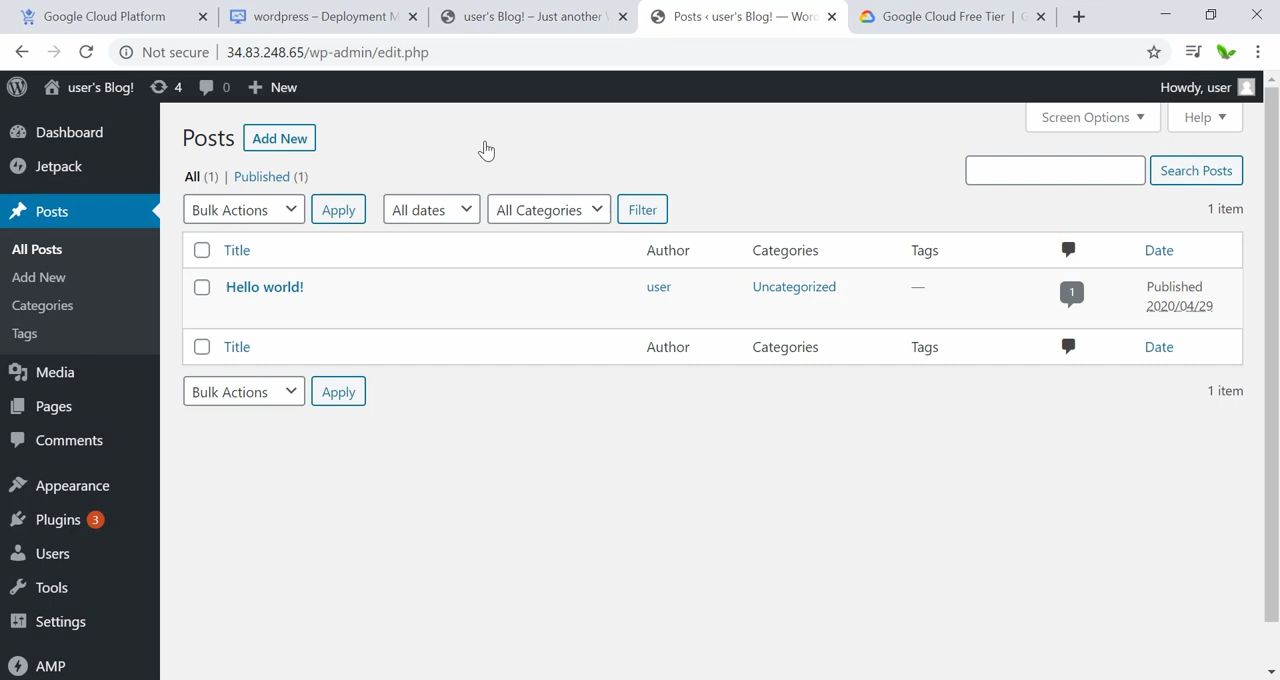 Google Cloud Platform
wordpress – Deployment M
user's Blog! – Just another
Posts ‹ user's Blog! — Word
Google Cloud Free Tier |
Not secure
34.83.248.65/wp-admin/edit.php
user's Blog!
4
0
New
Howdy, user
Dashboard
Jetpack
Posts
All Posts
Add New
Categories
Tags
Media
Pages
Comments
Appearance
Plugins 3
Users
Tools
Settings
AMP
Posts
Add New
Screen Options
Help
All (1) | Published (1)
Search Posts
Bulk Actions
Apply
All dates
All Categories
Filter
1 item
Title
Author
Categories
Tags
Date
Hello world!
user
Uncategorized
—
1
Published
2020/04/29
Title
Author
Categories
Tags
Date
Bulk Actions
Apply
1 item